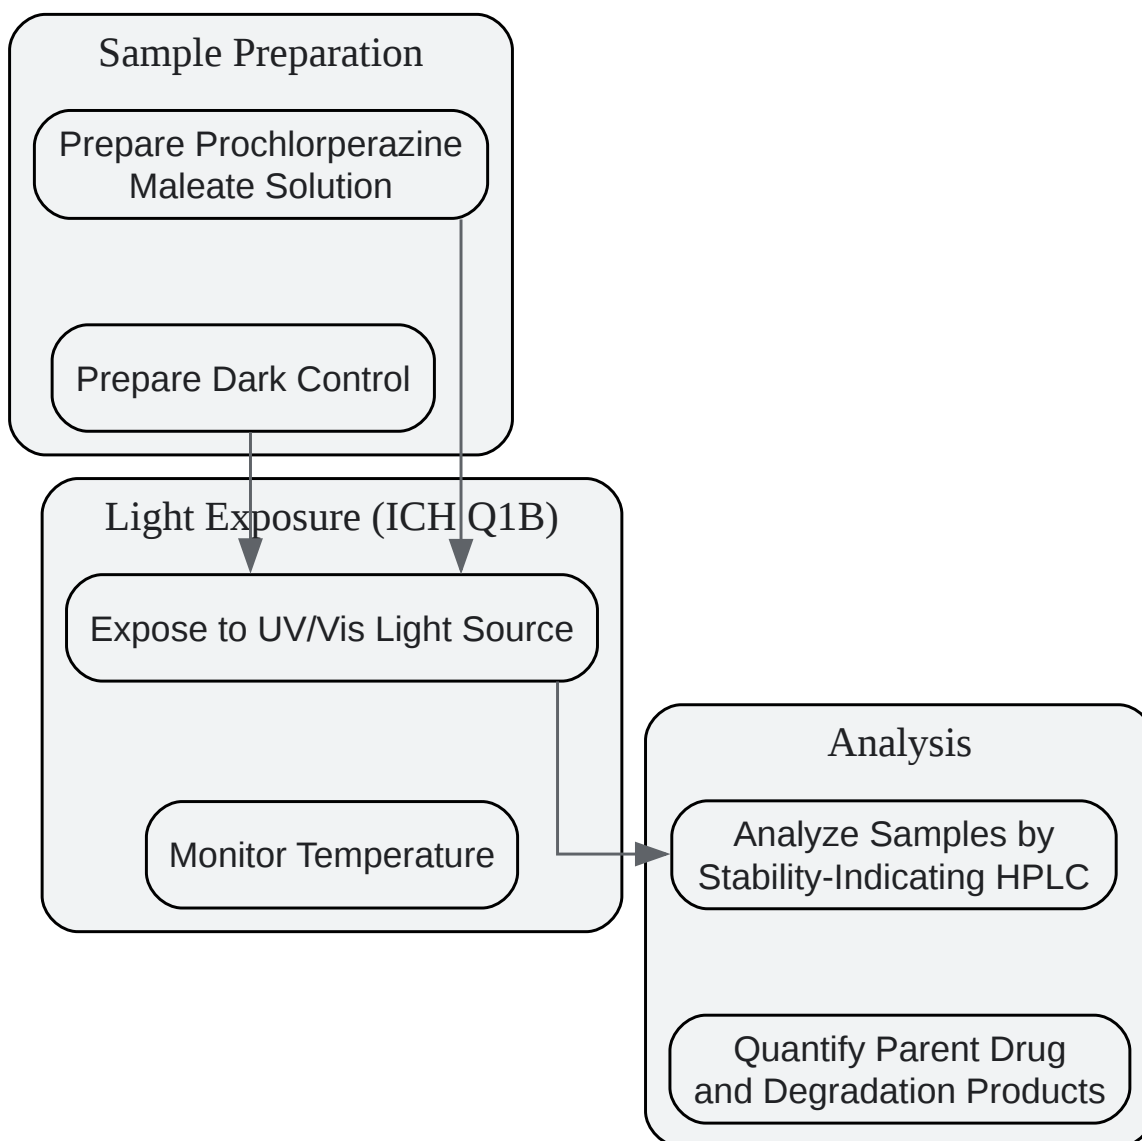 Sample Preparation
Prepare Prochlorperazine
Maleate Solution
Prepare Dark Control
Light Exposure (ICH Q1B)
Expose to UV/Vis Light Source
Monitor Temperature
Analysis
Analyze Samples by
Stability-Indicating HPLC
Quantify Parent Drug
and Degradation Products